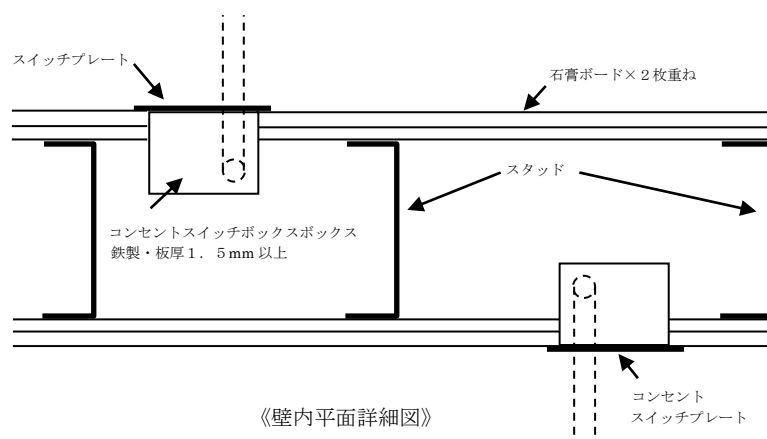 スイッチプレート
石膏ボード×２枚重ね
スタッド
コンセントスイッチボックスボックス
鉄製・板厚１．５mm 以上
コンセント
スイッチプレート
《壁内平面詳細図》